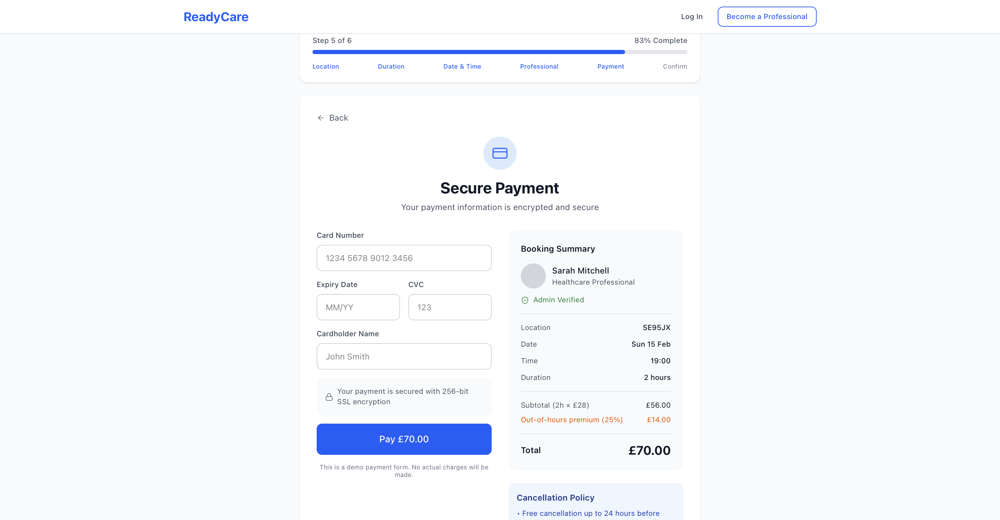 ReadyCare
Log In
Become a Professional
Step 5 of 6
83% Complete
Location
Duration
Date & Time
Professional
Payment
Confirm
Back
Secure Payment
Your payment information is encrypted and secure
Card Number
1234 5678 9012 3456
Expiry Date
CVC
MM/YY
123
Cardholder Name
John Smith
Your payment is secured with 256-bit
SSL encryption
Pay £70.00
This is a demo payment form. No actual charges will be
made.
Booking Summary
Sarah Mitchell
Healthcare Professional
Admin Verified
Location SE95JX
Date Sun 15 Feb
Time 19:00
Duration 2 hours
Subtotal (2h × £28) £56.00
Out-of-hours premium (25%) £14.00
Total £70.00
Cancellation Policy
• Free cancellation up to 24 hours before